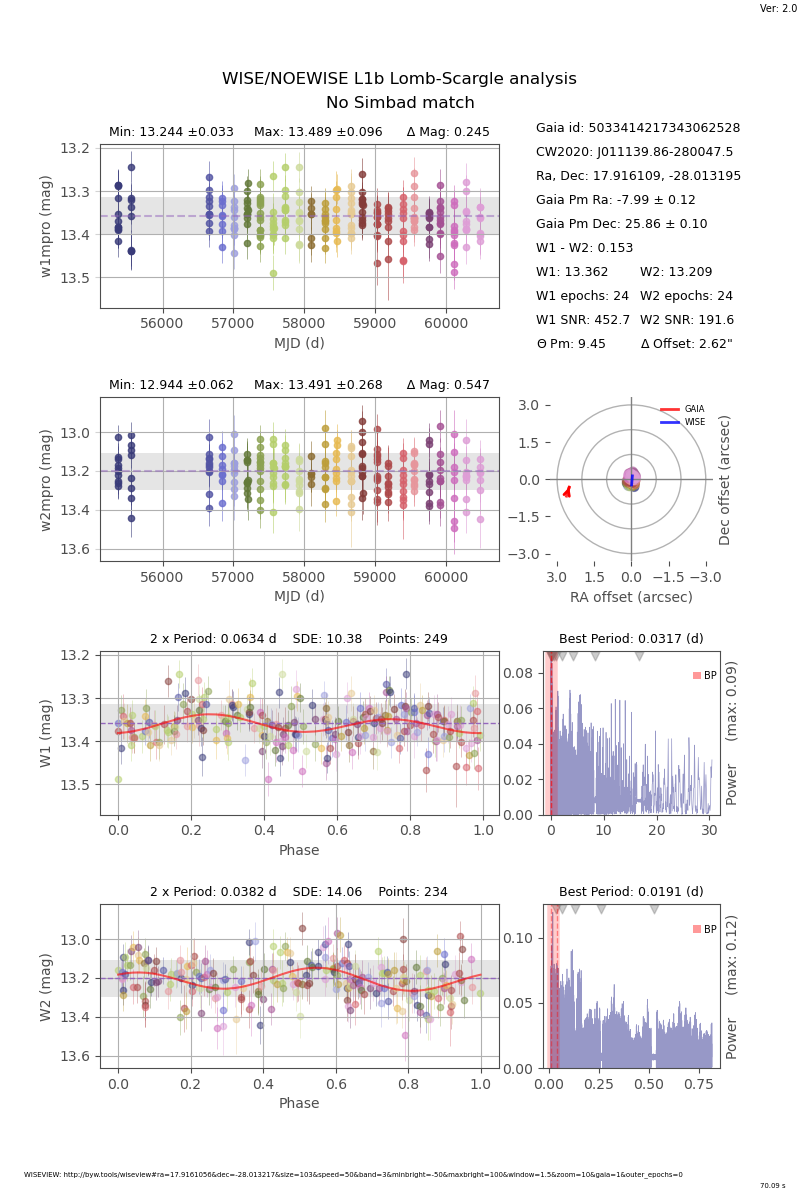 Ver: 2.0
WISE/NOEWISE L1b Lomb-Scargle analysis
No Simbad match
Min: 13.244 ±0.033 Max: 13.489 ±0.096 Δ Mag: 0.245
13.2
13.3
13.4
13.5
w1mpro (mag)
56000 57000 58000 59000 60000
MJD (d)
Gaia id: 5033414217343062528
CW2020: J011139.86-280047.5
Ra, Dec: 17.916109, -28.013195
Gaia Pm Ra: -7.99 ± 0.12
Gaia Pm Dec: 25.86 ± 0.10
W1 - W2: 0.153
W1: 13.362 W2: 13.209
W1 epochs: 24 W2 epochs: 24
W1 SNR: 452.7 W2 SNR: 191.6
Θ Pm: 9.45 Δ Offset: 2.62"
Min: 12.944 ±0.062 Max: 13.491 ±0.268 Δ Mag: 0.547
13.0
13.2
13.4
13.6
w2mpro (mag)
56000 57000 58000 59000 60000
MJD (d)
3.0
1.5
0.0
−1.5
−3.0
GAIA
WISE
Dec offset (arcsec)
3.0 1.5 0.0 −1.5 −3.0
RA offset (arcsec)
2 x Period: 0.0634 d SDE: 10.38 Points: 249
13.2
13.3
13.4
13.5
W1 (mag)
0.0 0.2 0.4 0.6 0.8 1.0
Phase
Best Period: 0.0317 (d)
0.08
0.06
0.04
0.02
0.00
BP
Power (max: 0.09)
0 10 20 30
2 x Period: 0.0382 d SDE: 14.06 Points: 234
13.0
13.2
13.4
13.6
W2 (mag)
0.0 0.2 0.4 0.6 0.8 1.0
Phase
Best Period: 0.0191 (d)
0.10
0.05
0.00
BP
Power (max: 0.12)
0.00 0.25 0.50 0.75
WISEVIEW: http://byw.tools/wiseview#ra=17.9161056&dec=-28.013217&size=103&speed=50&band=3&minbright=-50&maxbright=100&window=1.5&zoom=10&gaia=1&outer_epochs=0
70.09 s